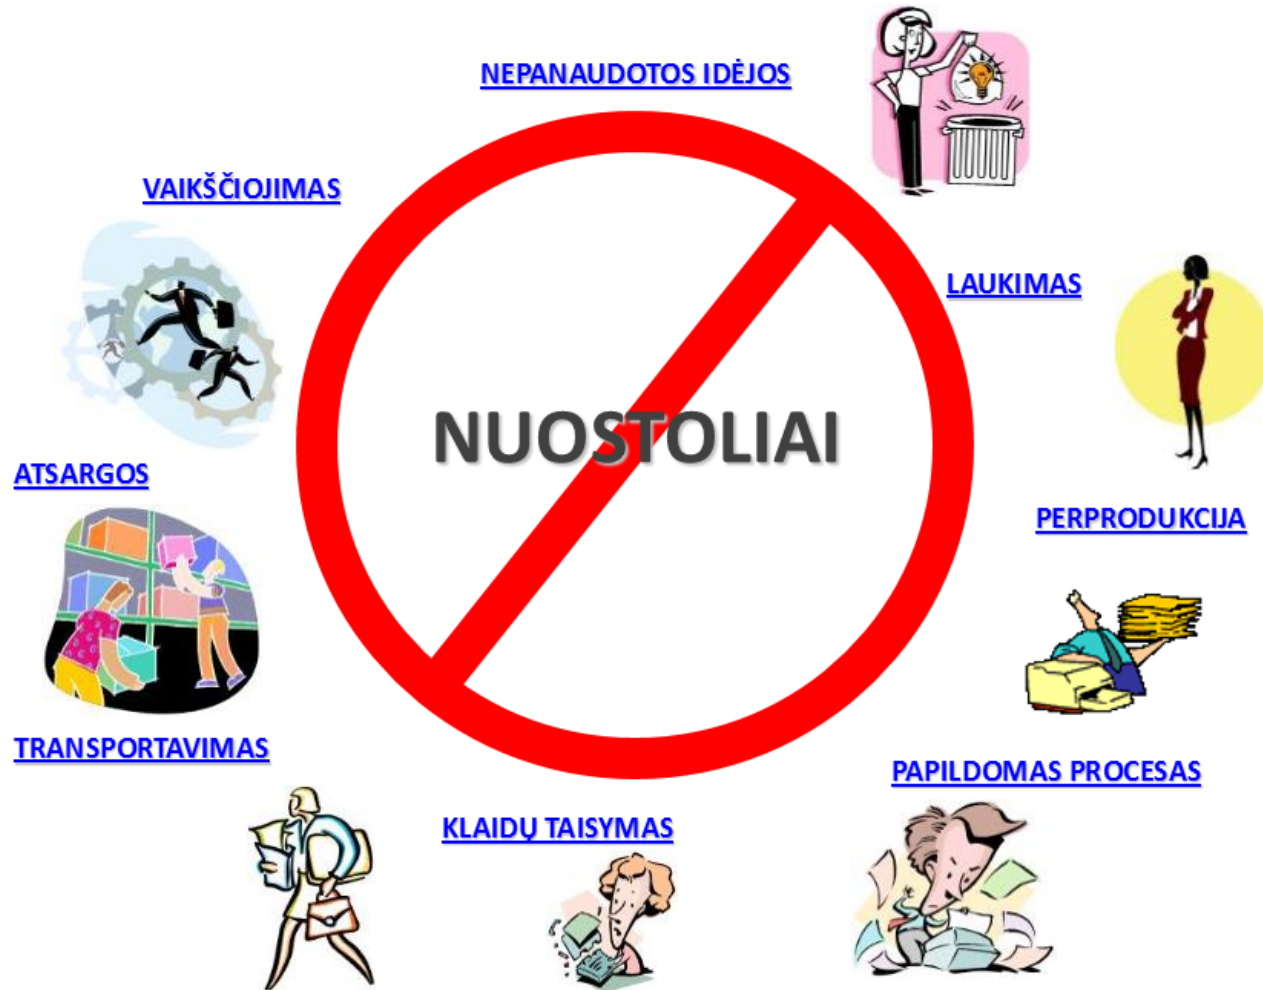 NEPANAUDOTOS IDĖJOS
VAIKŠČIOJIMAS
LAUKIMAS
NUOSTOLIAI
ATSARGOS
PERPRODUKCIJA
TRANSPORTAVIMAS
PAPILDOMAS PROCESAS
KLAIDŲ TAISYMAS